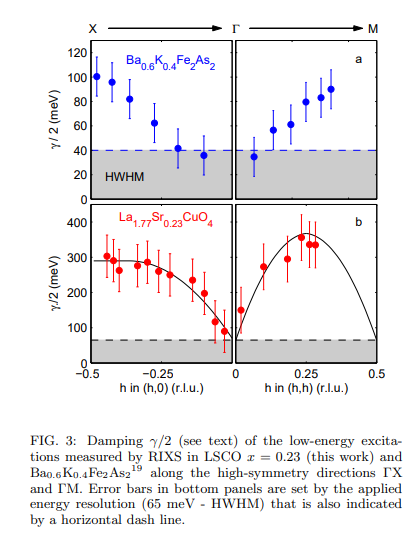 X Γ M
Ba0.6K0.4Fe2As2
a
γ / 2 (meV)
120
100
80
60
40
20
0
HWHM
La1.77Sr0.23CuO4
b
γ/2 (meV)
400
300
200
100
0
−0.5 −0.25 0 0.25 0.5
h in (h,0) (r.l.u.) h in (h,h) (r.l.u.)
FIG. 3: Damping γ/2 (see text) of the low-energy excita-
tions measured by RIXS in LSCO x = 0.23 (this work) and
Ba0.6K0.4Fe2As2 19 along the high-symmetry directions ΓX
and ΓM. Error bars in bottom panels are set by the applied
energy resolution (65 meV - HWHM) that is also indicated
by a horizontal dash line.